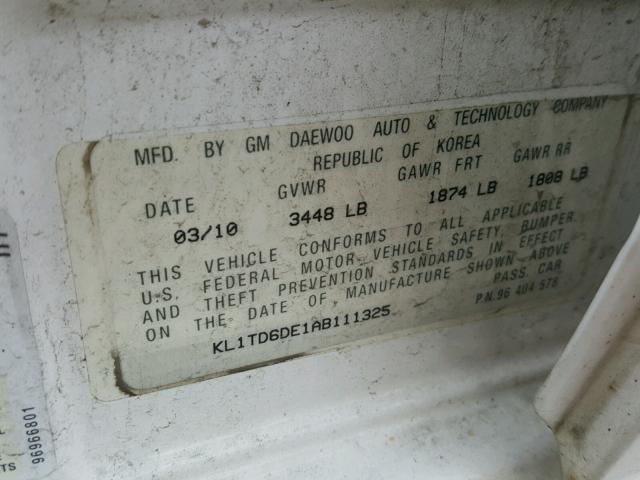 MFD. BY GM DAEWOO AUTO & TECHNOLOGY COMPANY
REPUBLIC OF KOREA
DATE GVWR GAWR FRT GAWR RR
03/10 3448 LB 1874 LB 1808 LB
THIS VEHICLE CONFORMS TO ALL APPLICABLE
U.S. FEDERAL MOTOR VEHICLE SAFETY, BUMPER,
AND THEFT PREVENTION STANDARDS IN EFFECT
ON THE DATE OF MANUFACTURE SHOWN ABOVE
PASS. CAR
KL1TD6DE1AB111325 P.N.96 404 576
96966801
TS